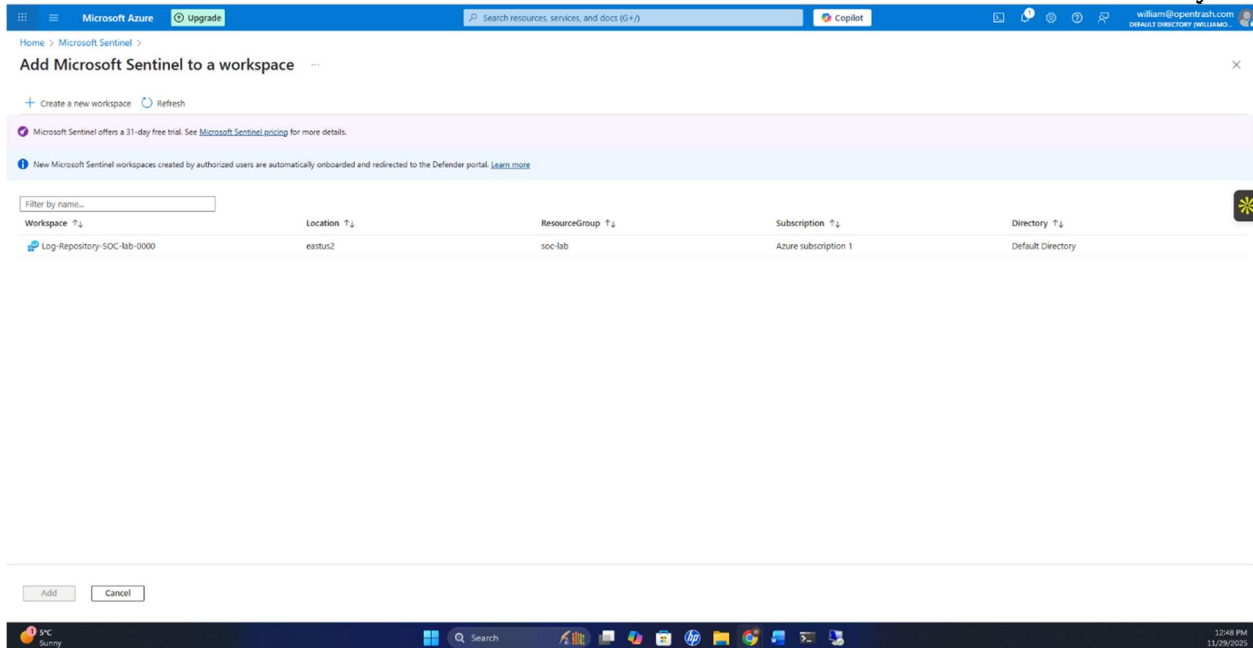 Microsoft Azure Upgrade Search resources, services, and docs (G+/) Copilot 1 william@opentrash.com
DEFAULT DIRECTORY (WILLIAMO...
Home > Microsoft Sentinel >
Add Microsoft Sentinel to a workspace ...
+ Create a new workspace Refresh
Microsoft Sentinel offers a 31-day free trial. See Microsoft Sentinel pricing for more details.
New Microsoft Sentinel workspaces created by authorized users are automatically onboarded and redirected to the Defender portal. Learn more
Filter by name...
Workspace ↑↓ Location ↑↓ ResourceGroup ↑↓ Subscription ↑↓ Directory ↑↓
Log-Repository-SOC-lab-0000 eastus2 soc-lab Azure subscription 1 Default Directory
Add Cancel
1 5°C Search hp 12:48 PM
Sunny 11/29/2025